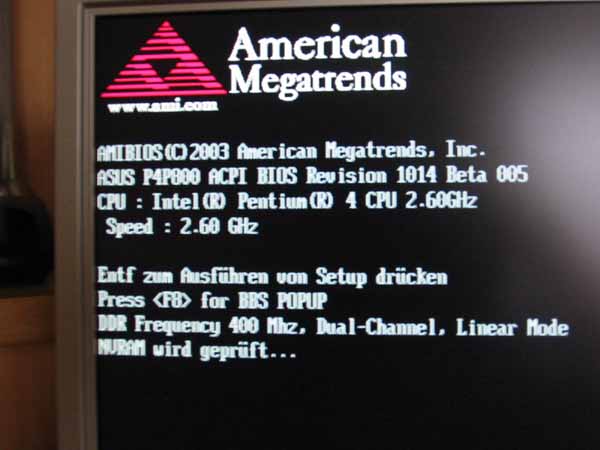 American
Megatrends
www.ami.com
AMIBIOS(C)2003 American Megatrends, Inc.
ASUS P4P800 ACPI BIOS Revision 1014 Beta 005
CPU : Intel(R) Pentium(R) 4 CPU 2.60GHz
Speed : 2.60 GHz
Entf zum Ausführen von Setup drücken
Press <F8> for BBS POPUP
DDR Frequency 400 Mhz, Dual-Channel, Linear Mode
NVRAM wird geprüft...